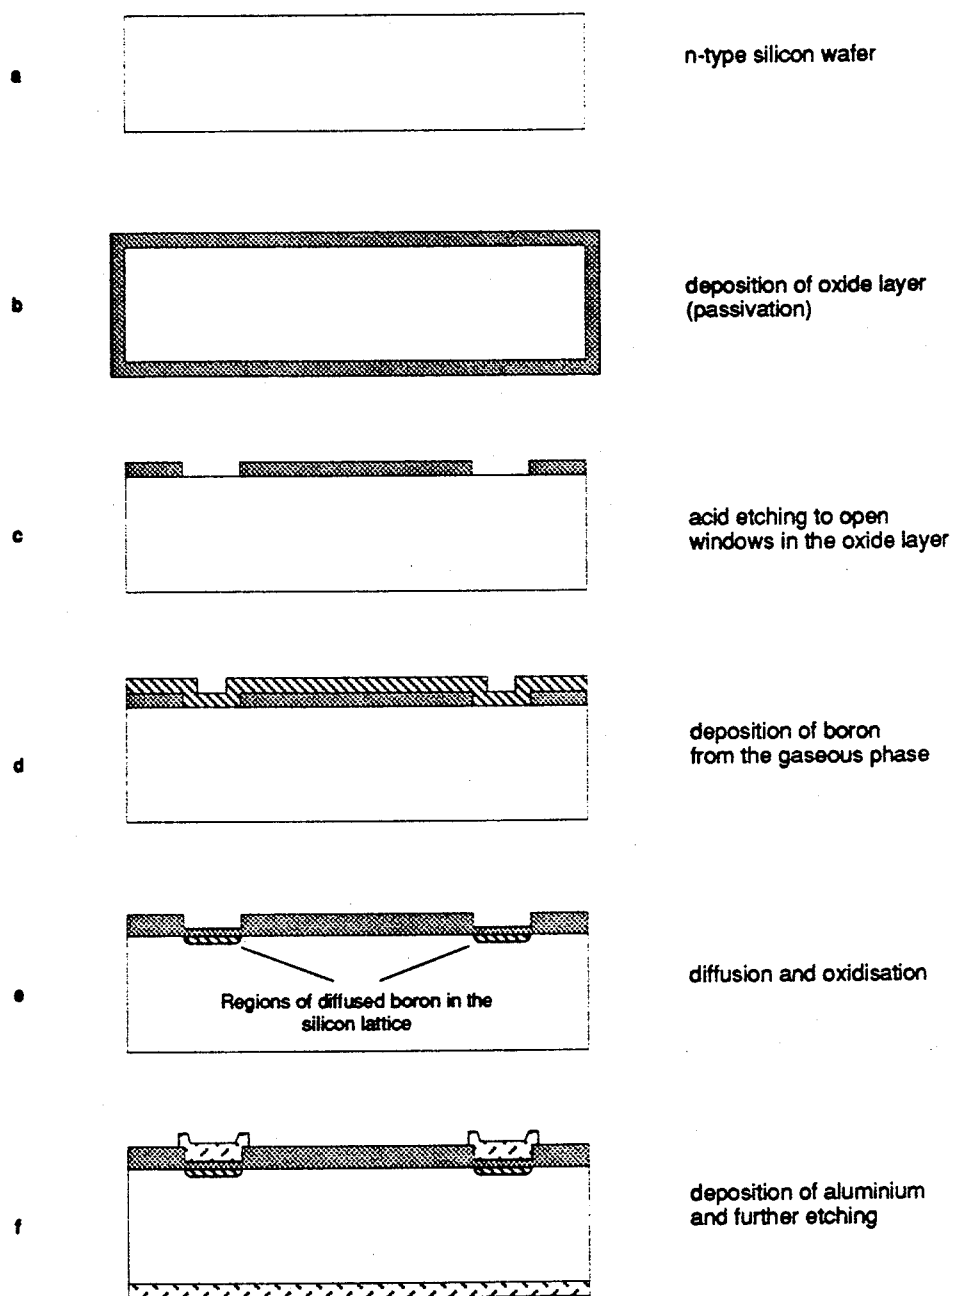 a
n-type silicon wafer
b
deposition of oxide layer
(passivation)
c
acid etching to open
windows in the oxide layer
d
deposition of boron
from the gaseous phase
e
Regions of diffused boron in the
silicon lattice
diffusion and oxidisation
f
deposition of aluminium
and further etching